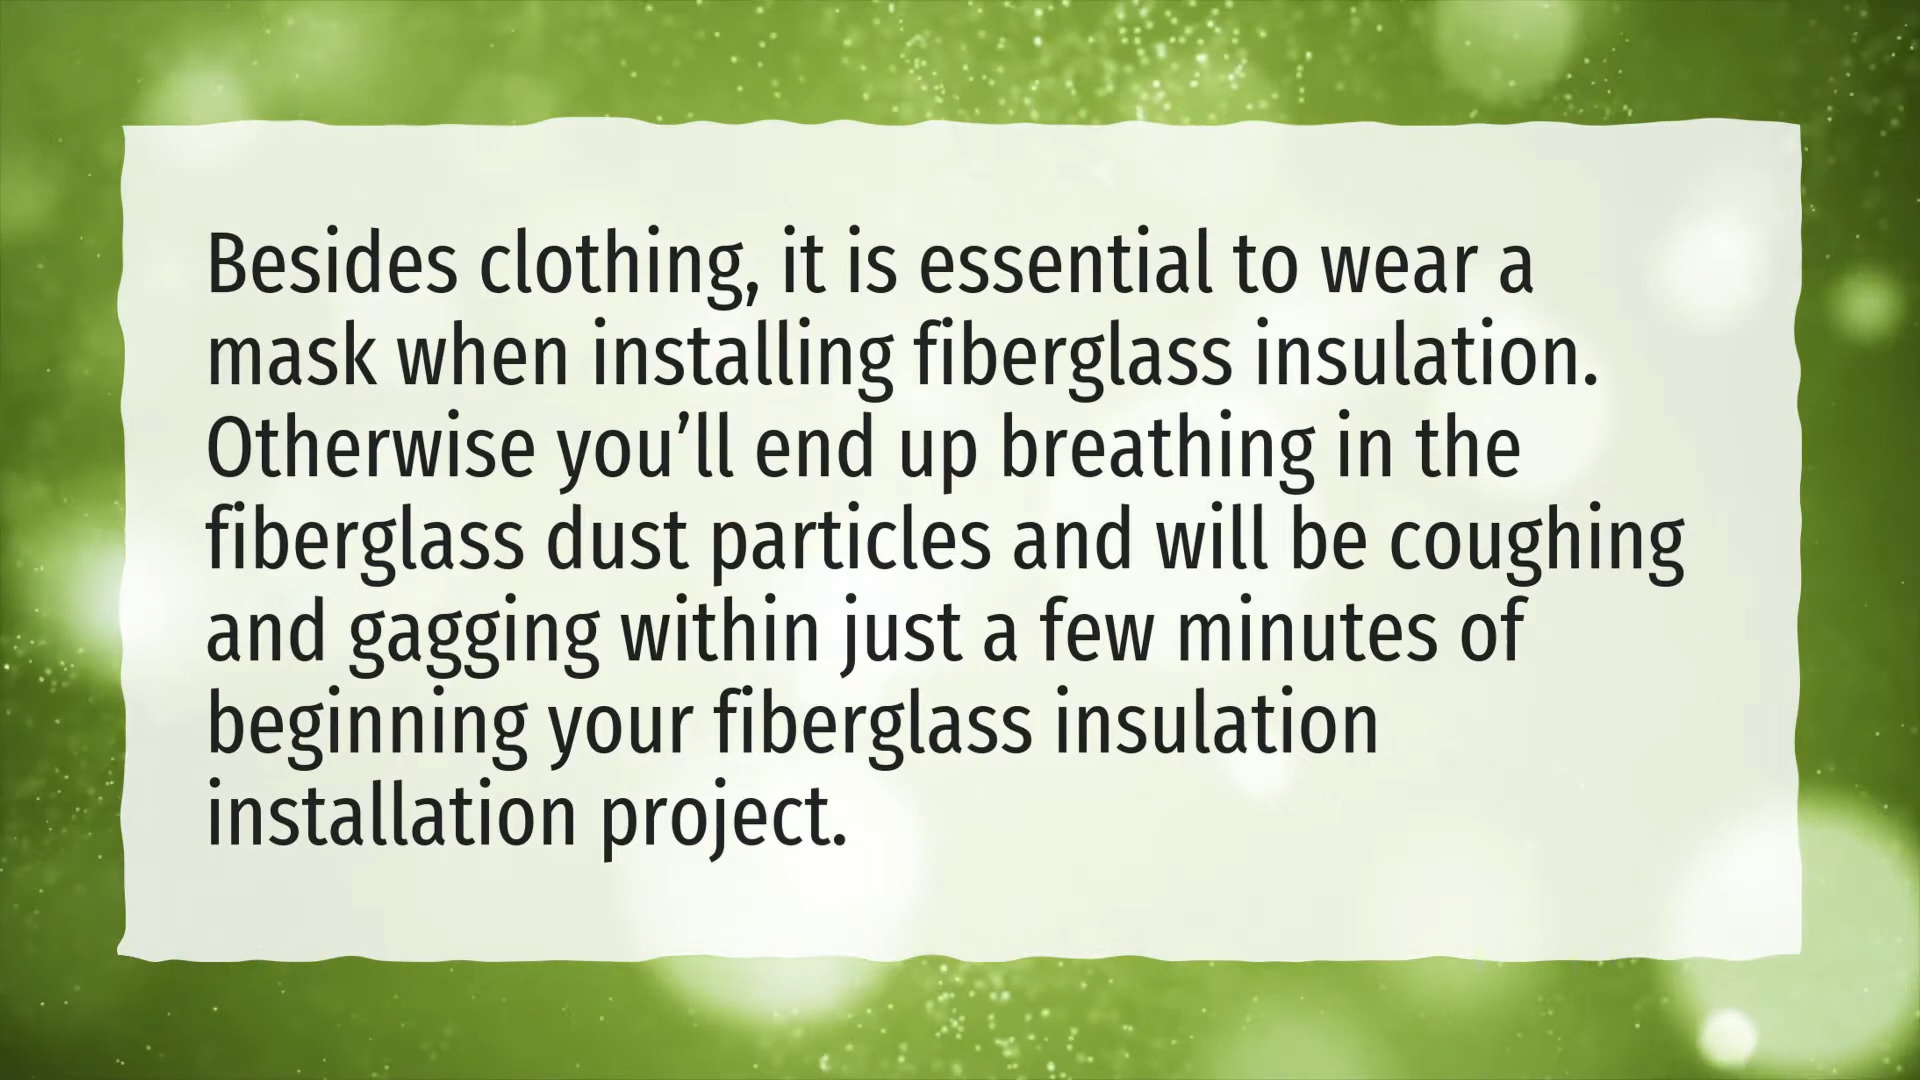 Besides clothing, it is essential to wear a
mask when installing fiberglass insulation.
Otherwise you’ll end up breathing in the
fiberglass dust particles and will be coughing
and gagging within just a few minutes of
beginning your fiberglass insulation
installation project.